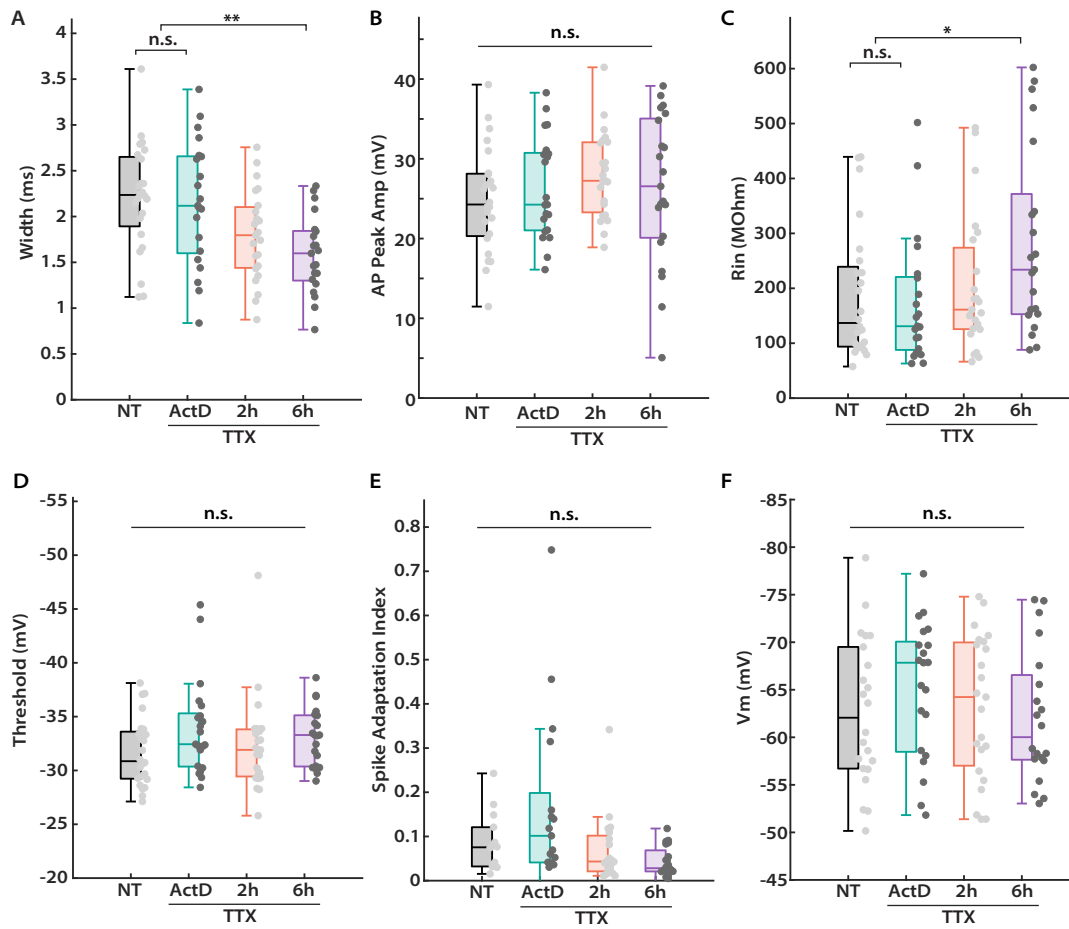 A
Width (ms)
4
3.5
3
2.5
2
1.5
1
0.5
0
**
n.s.
NT
ActD
2h
6h
TTX
B
AP Peak Amp (mV)
40
30
20
10
0
n.s.
NT
ActD
2h
6h
TTX
C
Rin (MOhm)
600
500
400
300
200
100
0
*
n.s.
NT
ActD
2h
6h
TTX
D
Threshold (mV)
-55
-50
-45
-40
-35
-30
-25
-20
n.s.
NT
ActD
2h
6h
TTX
E
Spike Adaptation Index
0.8
0.7
0.6
0.5
0.4
0.3
0.2
0.1
0
n.s.
NT
ActD
2h
6h
TTX
F
Vm (mV)
-85
-80
-75
-70
-65
-60
-55
-50
-45
n.s.
NT
ActD
2h
6h
TTX